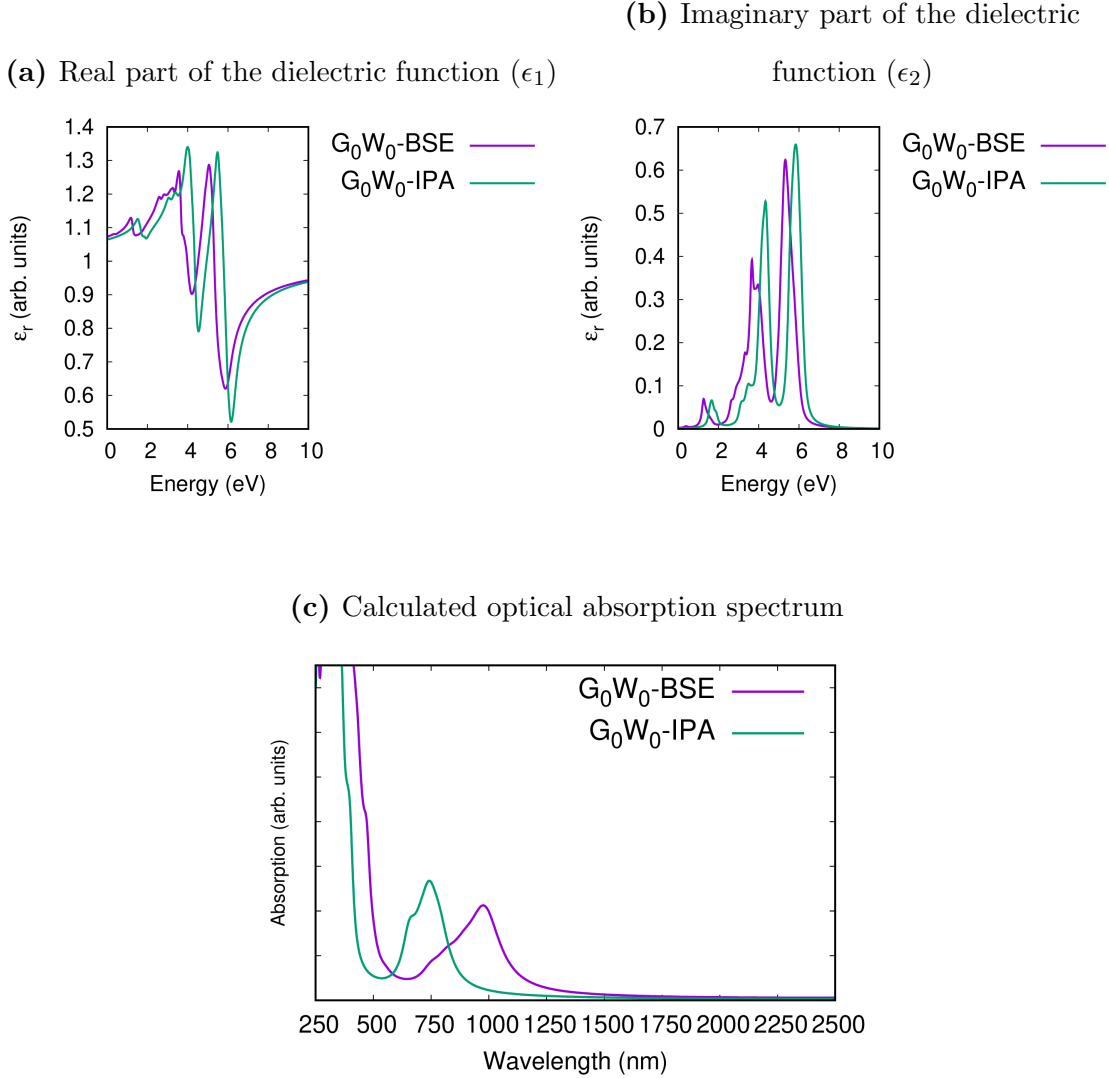 (a) Real part of the dielectric function (ϵ₁)
1.4
1.3
1.2
1.1
1
0.9
0.8
0.7
0.6
0.5
0 2 4 6 8 10
εᵣ (arb. units)
Energy (eV)
G₀W₀-BSE
G₀W₀-IPA
(b) Imaginary part of the dielectric
function (ϵ₂)
0.7
0.6
0.5
0.4
0.3
0.2
0.1
0
0 2 4 6 8 10
εᵣ (arb. units)
Energy (eV)
G₀W₀-BSE
G₀W₀-IPA
(c) Calculated optical absorption spectrum
G₀W₀-BSE
G₀W₀-IPA
Absorption (arb. units)
250 500 750 1000 1250 1500 1750 2000 2250 2500
Wavelength (nm)